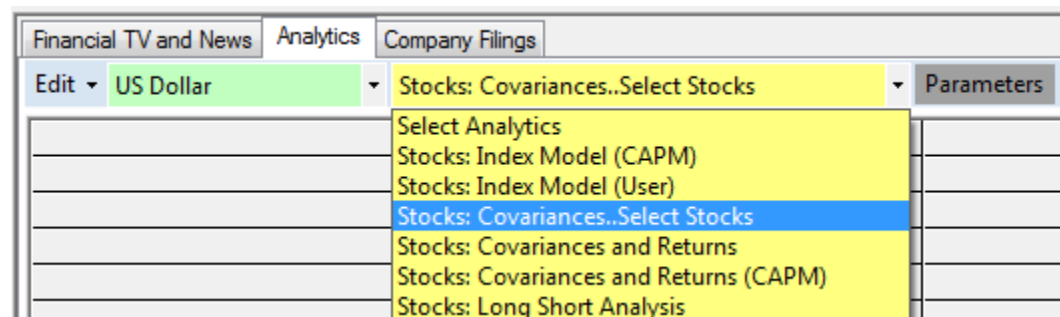 Financial TV and News Analytics Company Filings
Edit US Dollar Stocks: Covariances..Select Stocks Parameters
Select Analytics
Stocks: Index Model (CAPM)
Stocks: Index Model (User)
Stocks: Covariances..Select Stocks
Stocks: Covariances and Returns
Stocks: Covariances and Returns (CAPM)
Stocks: Long Short Analysis